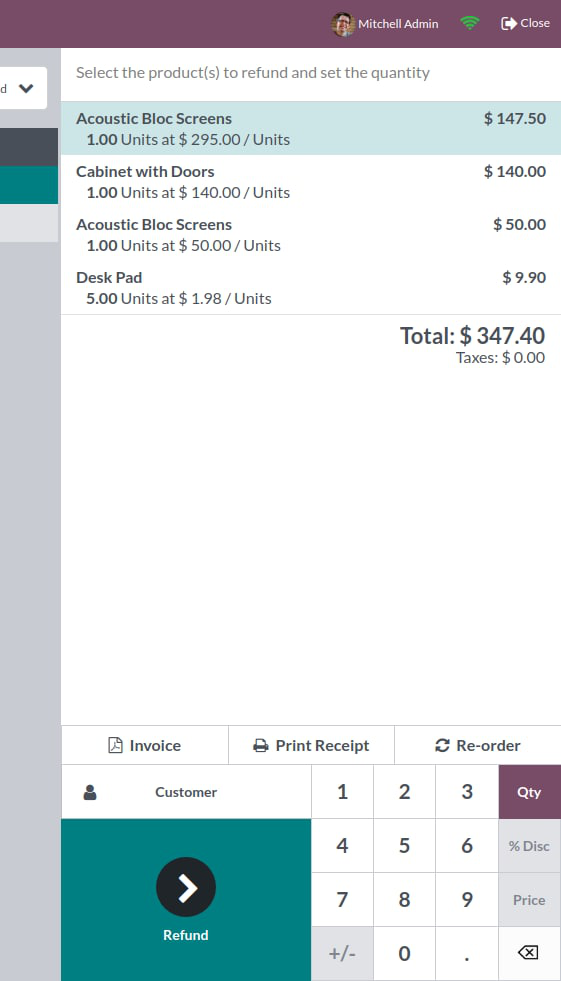 Mitchell Admin
Close
d
Select the product(s) to refund and set the quantity
Acoustic Bloc Screens $ 147.50
1.00 Units at $ 295.00 / Units
Cabinet with Doors $ 140.00
1.00 Units at $ 140.00 / Units
Acoustic Bloc Screens $ 50.00
1.00 Units at $ 50.00 / Units
Desk Pad $ 9.90
5.00 Units at $ 1.98 / Units
Total: $ 347.40
Taxes: $ 0.00
Invoice Print Receipt Re-order
Customer 1 2 3 Qty
4 5 6 % Disc
7 8 9 Price
Refund
+/- 0 .